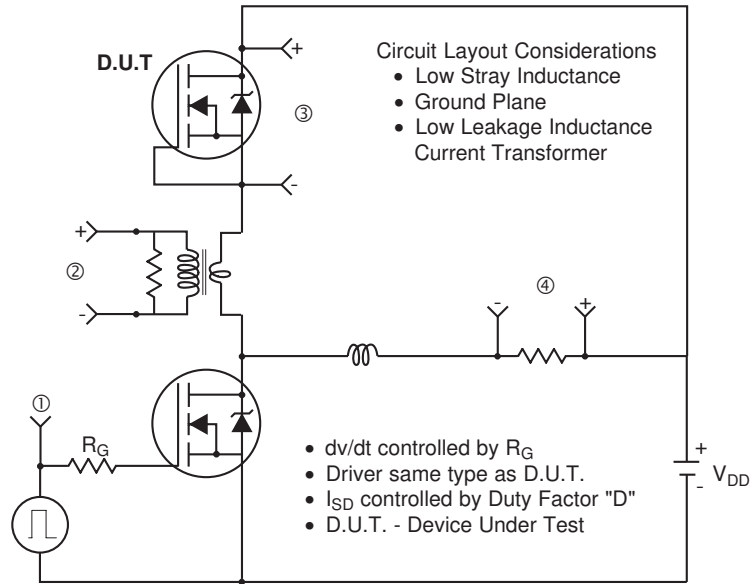 D.U.T
+
③
-
Circuit Layout Considerations
• Low Stray Inductance
• Ground Plane
• Low Leakage Inductance
Current Transformer
+
②
-
④
- +
①
R_G
• dv/dt controlled by R_G
• Driver same type as D.U.T.
• I_SD controlled by Duty Factor "D"
• D.U.T. - Device Under Test
+
V_DD
-